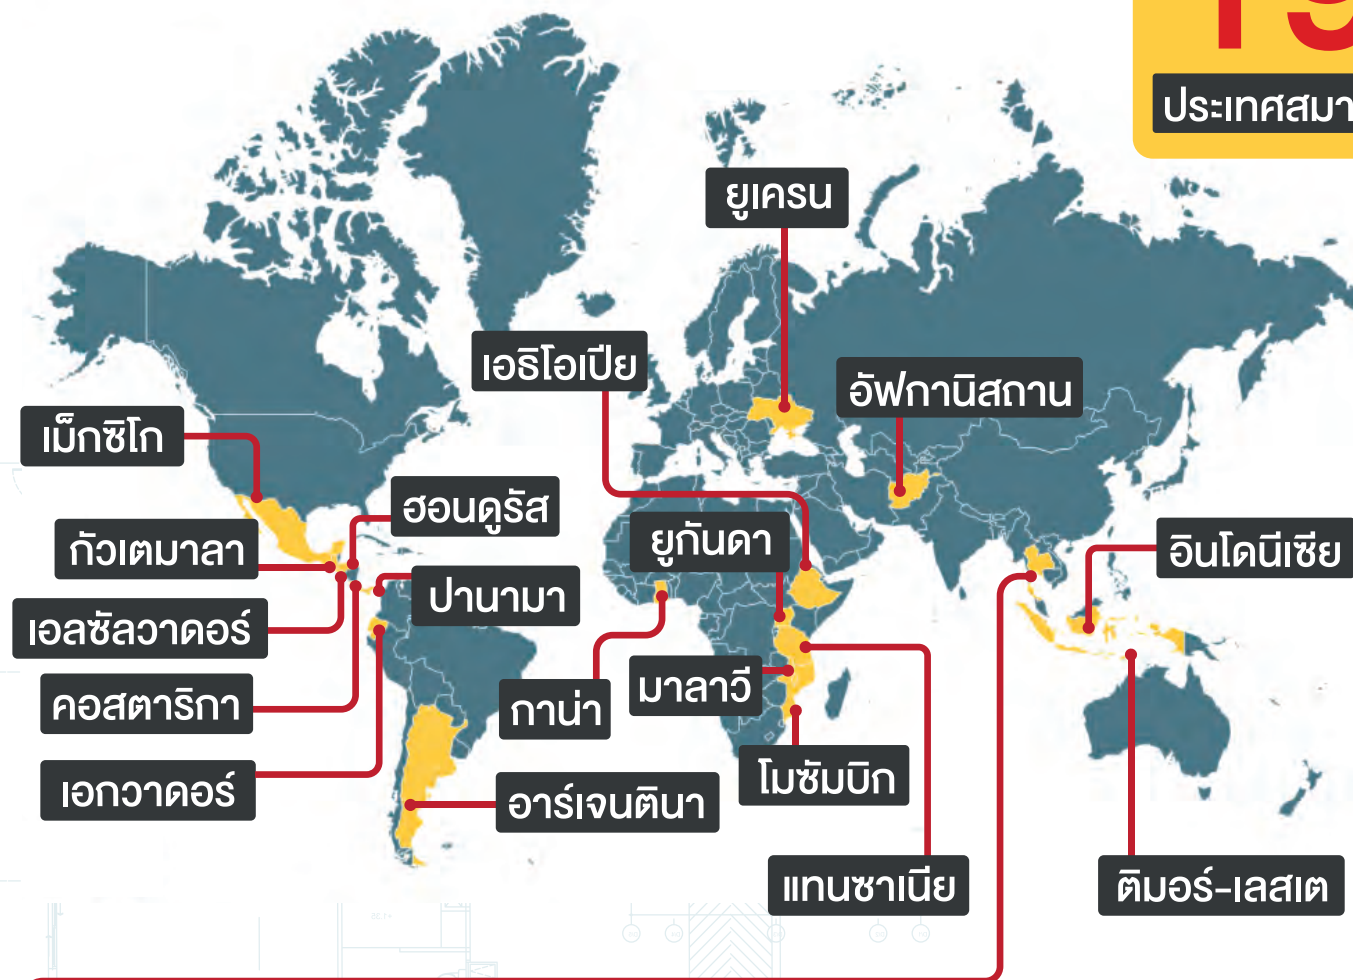 19
ประเทศสมา
ยูเครน
เอธิโอเปีย
อัฟกานิสถาน
เม็กซิโก
ฮอนดูรัส
ยูกันดา
กัวเตมาลา
อินโดนีเซีย
ปานามา
เอลซัลวาดอร์
มาลาวี
คอสตาริกา
กาน่า
โมซัมบิก
เอกวาดอร์
อาร์เจนตินา
แทนซาเนีย
ติมอร์-เลสเต